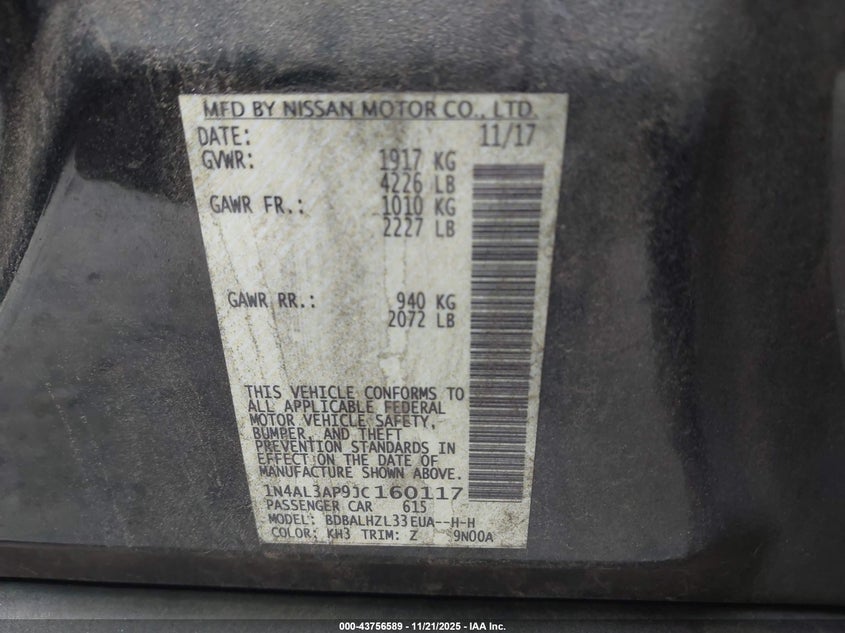 MFD BY NISSAN MOTOR CO., LTD.
DATE: 11/17
GVWR: 1917 KG
4226 LB
GAWR FR.: 1010 KG
2227 LB
GAWR RR.: 940 KG
2072 LB
THIS VEHICLE CONFORMS TO
ALL APPLICABLE FEDERAL
MOTOR VEHICLE SAFETY,
BUMPER, AND THEFT
PREVENTION STANDARDS IN
EFFECT ON THE DATE OF
MANUFACTURE SHOWN ABOVE.
1N4AL3AP9JC160117
PASSENGER CAR 615
MODEL: BDBALHZL33EUA--H-H
COLOR: KH3 TRIM: Z 9N00A
000-43756589 - 11/21/2025 - IAA Inc.